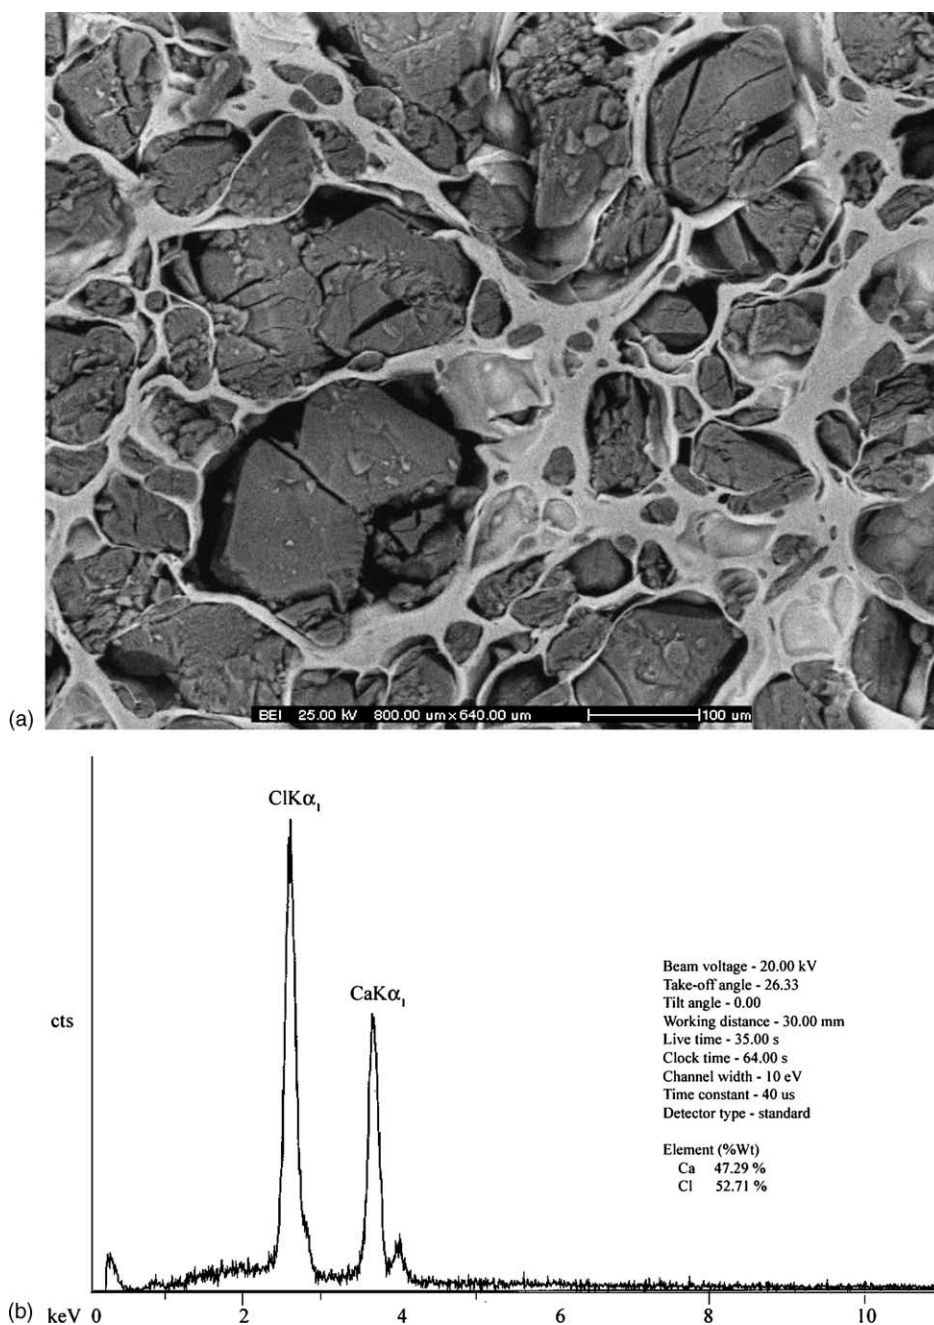 (a)
BEI 25.00 kV 800.00 um×640.00 um 100 um
ClKα₁
CaKα₁
cts
Beam voltage - 20.00 kV
Take-off angle - 26.33
Tilt angle - 0.00
Working distance - 30.00 mm
Live time - 35.00 s
Clock time - 64.00 s
Channel width - 10 eV
Time constant - 40 us
Detector type - standard
Element (%Wt)
Ca 47.29 %
Cl 52.71 %
(b) keV 0 2 4 6 8 10